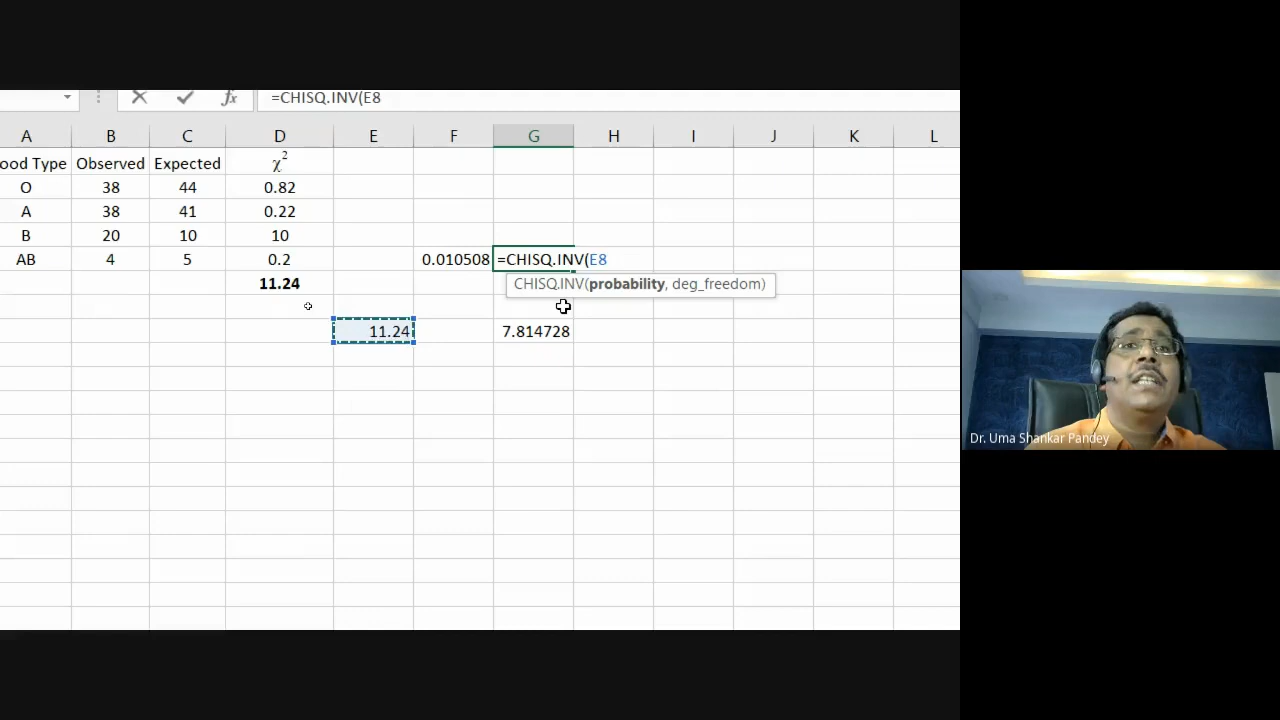 =CHISQ.INV(E8
A B C D E F G H I J K L
ood Type Observed Expected χ2
O 38 44 0.82
A 38 41 0.22
B 20 10 10
AB 4 5 0.2 0.010508 =CHISQ.INV(E8
11.24 CHISQ.INV(probability, deg_freedom)
11.24 7.814728
Dr. Uma Shankar Pandey